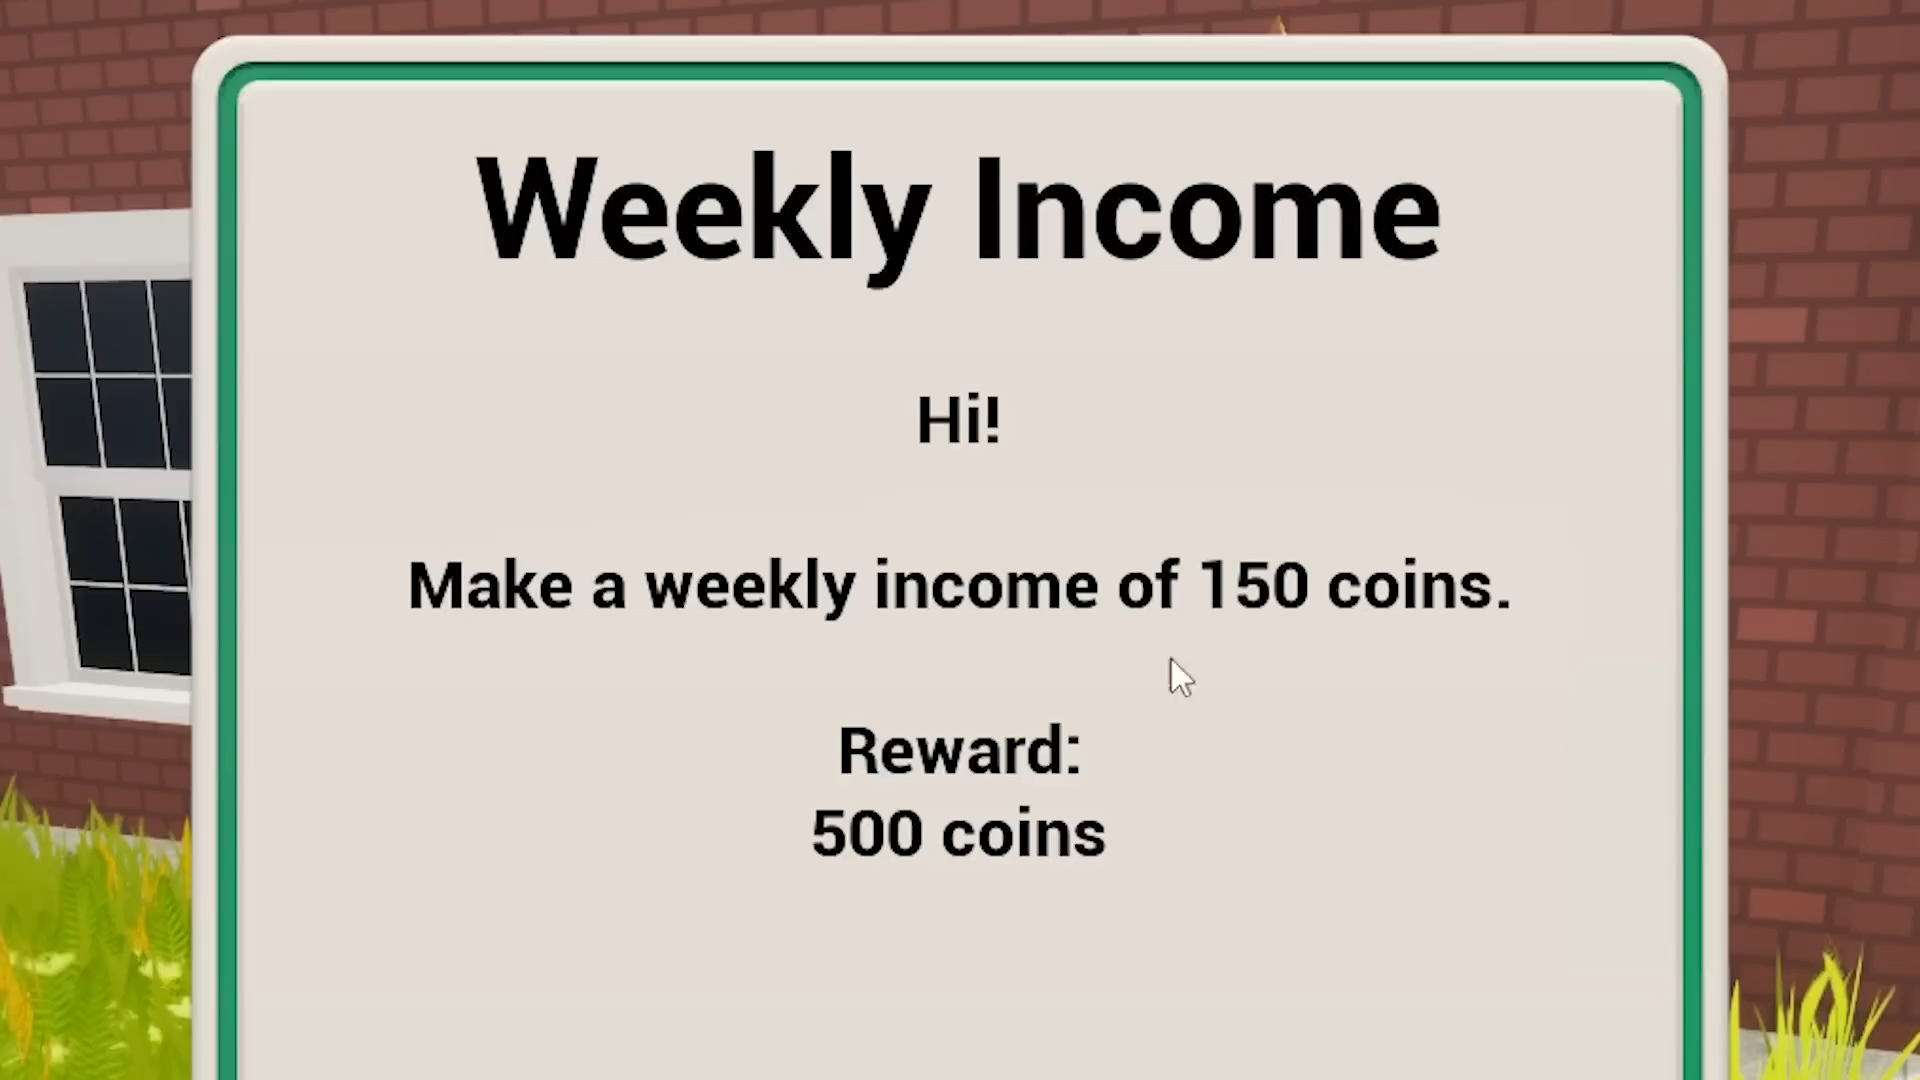 Weekly Income
Hi!
Make a weekly income of 150 coins.
Reward:
500 coins